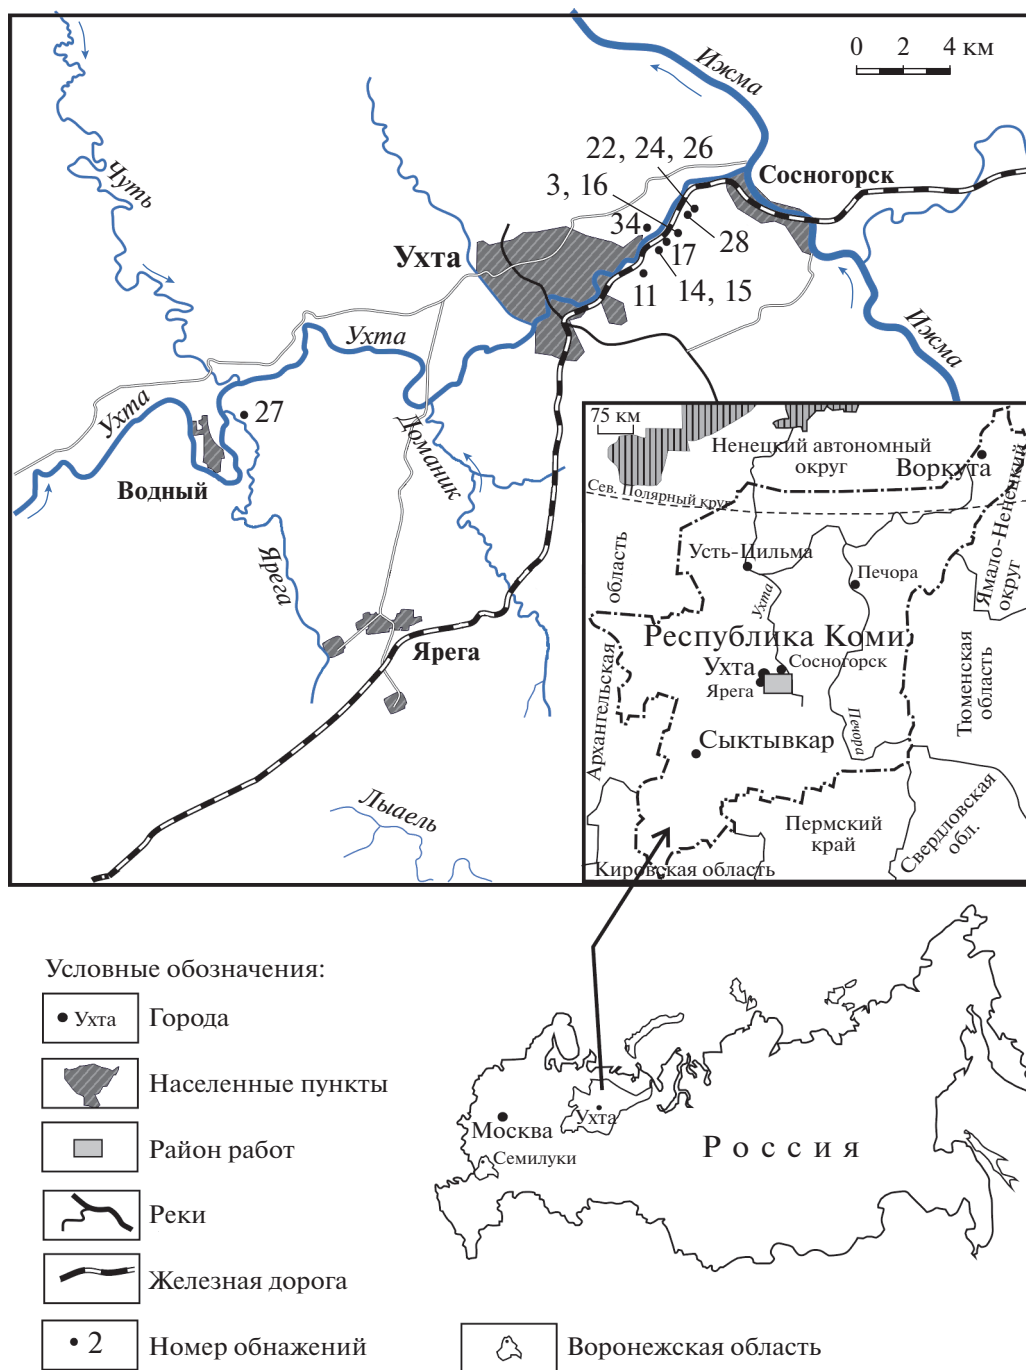 0 2 4 км
Ижма
Чуть
22, 24, 26
Сосногорск
3, 16
34
Ухта
28
17
11
14, 15
Ухта
Ижма
Ухта
27
Доманик
Водный
Ярега
Ярега
Лыаель
75 км
Ненецкий автономный
округ
Воркута
Сев. Полярный круг
Ямало-Ненецкий
округ
Усть-Цильма
Печора
область
Ухта
Республика Коми
Ухта
Сосногорск
Ярега
Архангельская
Тюменская
область
Печора
Сыктывкар
Пермский
край
Свердловская
обл.
Кировская область
Условные обозначения:
Ухта Города
Населенные пункты
Район работ
Реки
Железная дорога
2 Номер обнажений
Воронежская область
Ухта
Москва
Семилуки
Россия